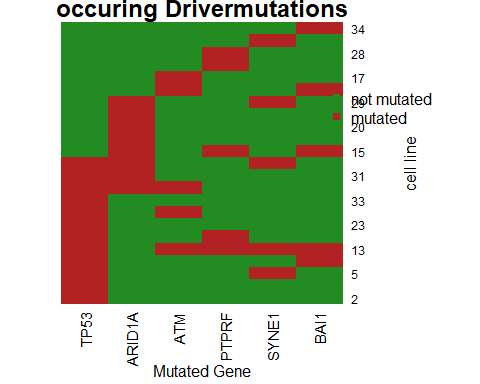 occuring Drivermutations
34
28
17
not mutated
29
mutated
20
15
cell line
31
33
23
13
5
2
TP53
ARID1A
ATM
PTPRF
SYNE1
BAI1
Mutated Gene